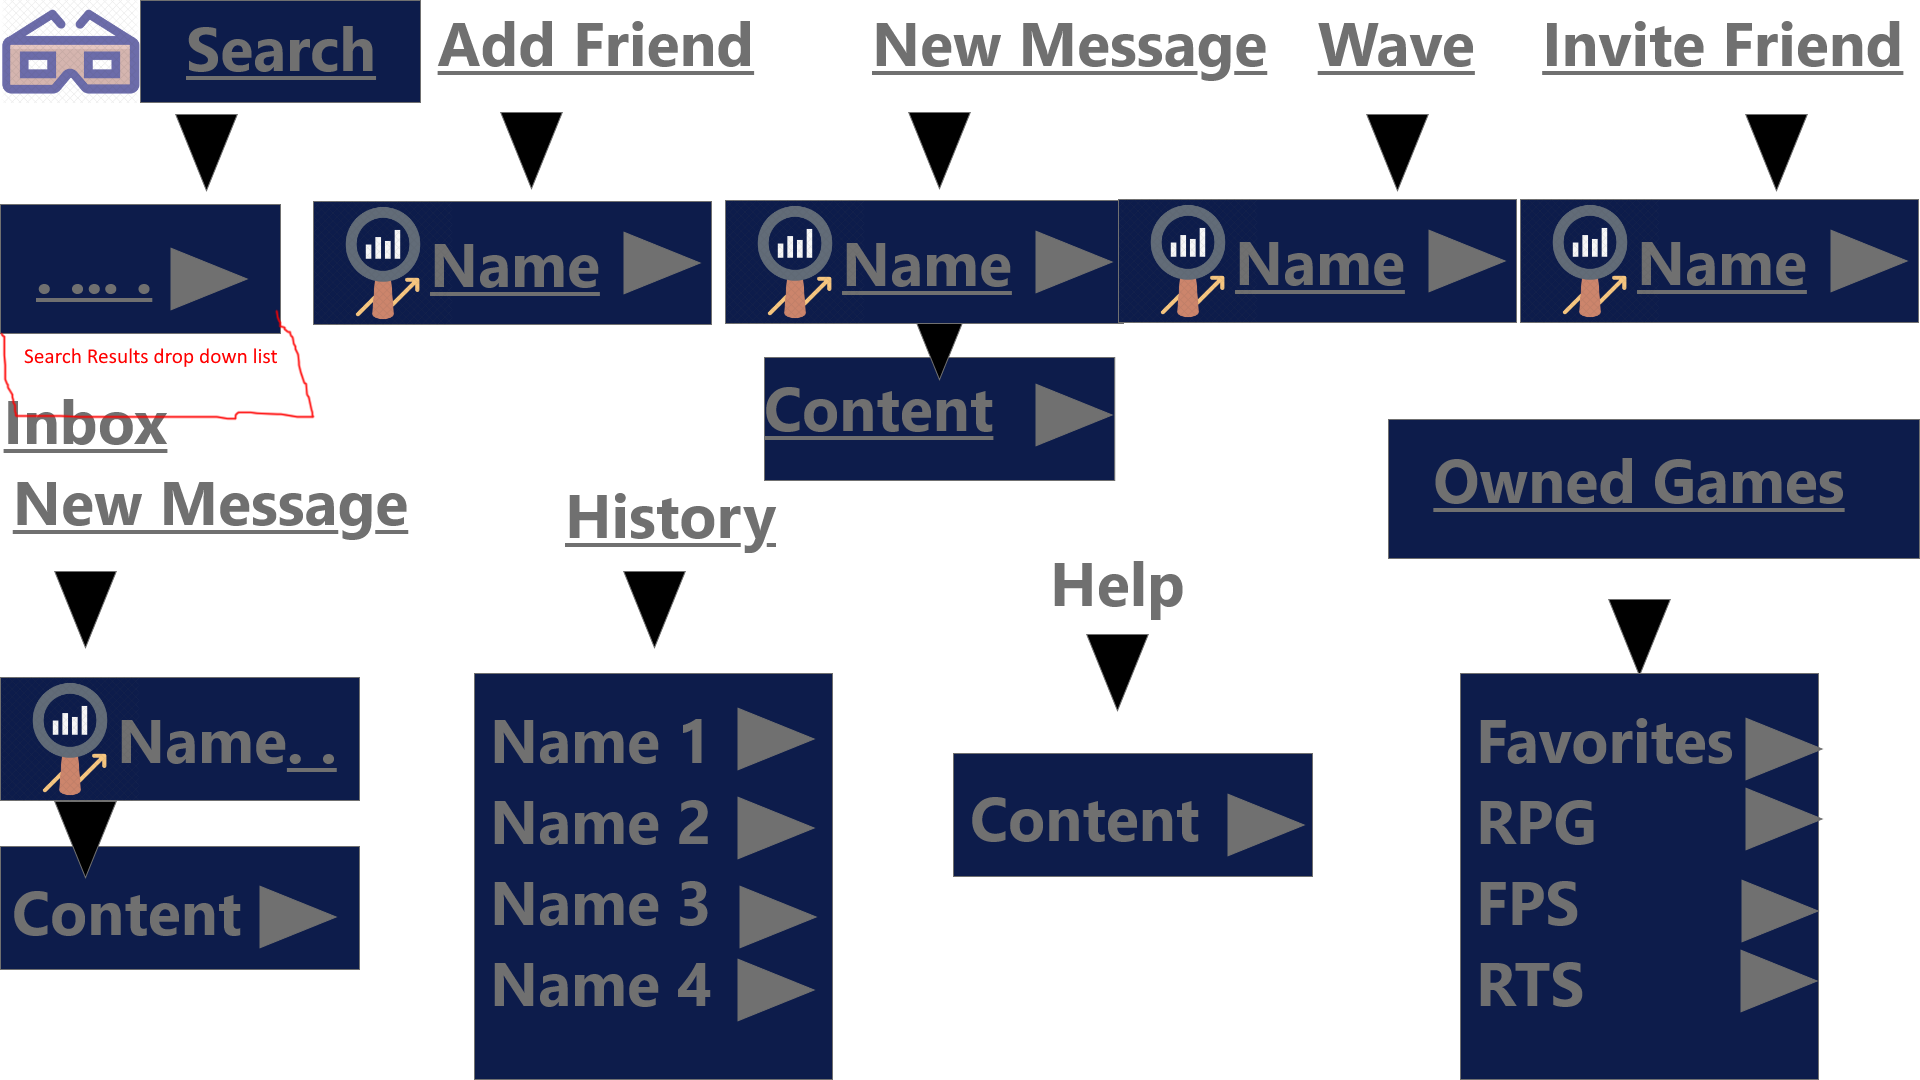 Search
Add Friend
New Message
Wave
Invite Friend
. .... .
Name
Name
Name
Name
Search Results drop down list
Content
Inbox
New Message
History
Help
Owned Games
Name. .
Content
Name 1
Name 2
Name 3
Name 4
Content
Favorites
RPG
FPS
RTS